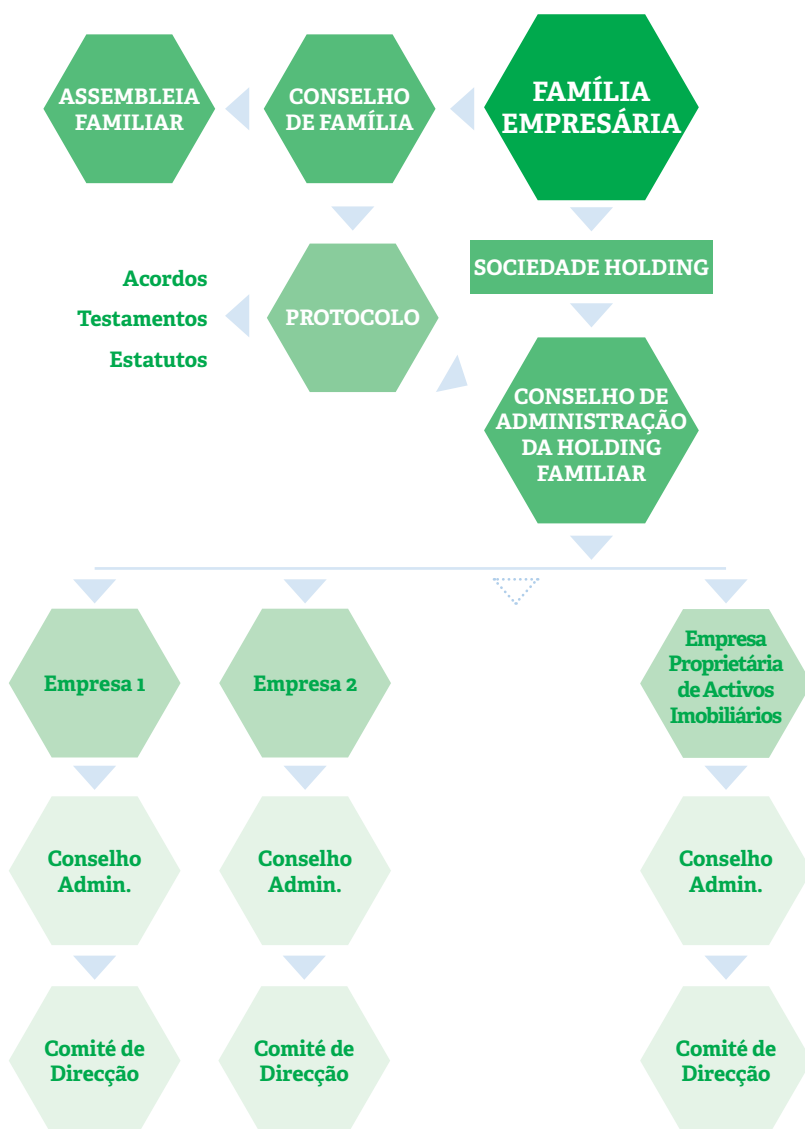 ASSEMBLEIA
FAMILIAR
CONSELHO
DE FAMÍLIA
FAMÍLIA
EMPRESÁRIA
Acordos
Testamentos
Estatutos
PROTOCOLO
SOCIEDADE HOLDING
CONSELHO DE
ADMINISTRAÇÃO
DA HOLDING
FAMILIAR
Empresa 1
Empresa 2
Empresa
Proprietária
de Activos
Imobiliários
Conselho
Admin.
Conselho
Admin.
Conselho
Admin.
Comité de
Direcção
Comité de
Direcção
Comité de
Direcção